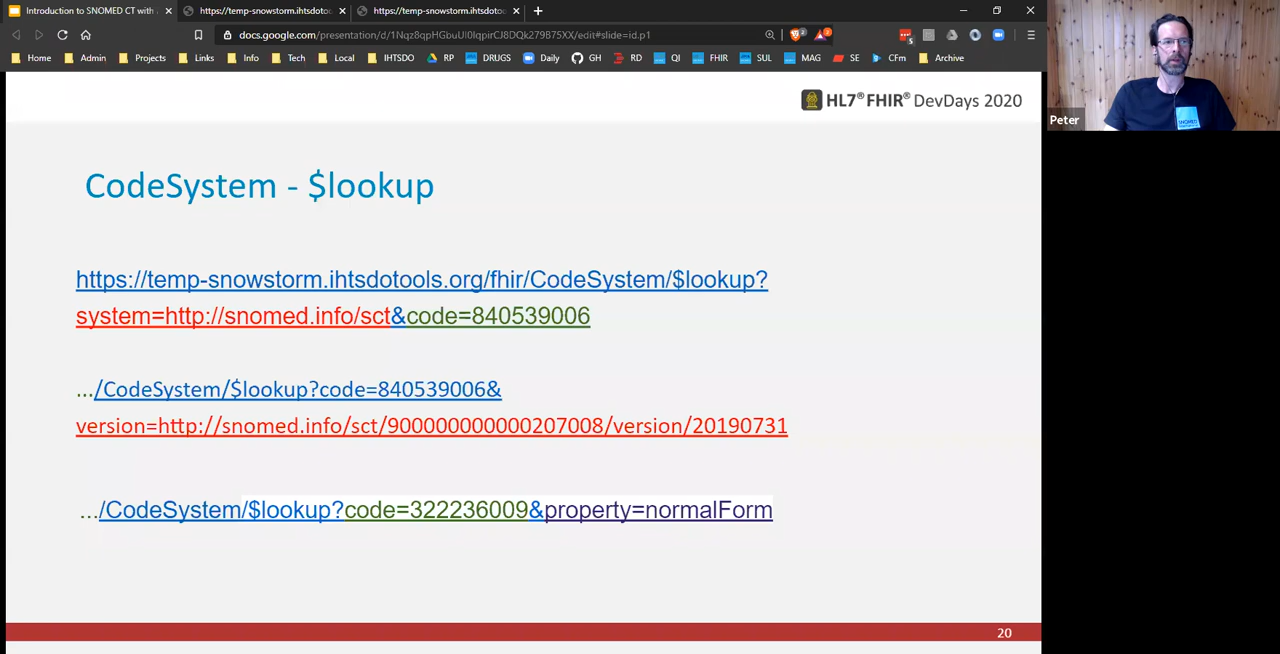 Introduction to SNOMED CT with
https://temp-snowstorm.ihtsdoto
https://temp-snowstorm.ihtsdoto
docs.google.com/presentation/d/1Nqz8qpHGbuUl0IqpirCJ8DQk279875XX/edit#slide=id.p1
Home Admin Projects Links Info Tech Local IHTSDO RP DRUGS Daily GH RD QI FHIR SUL MAG SE CFm Archive
HL7® FHIR® DevDays 2020
Peter
SNOMED
CodeSystem - $lookup
https://temp-snowstorm.ihtsdotools.org/fhir/CodeSystem/$lookup?
system=http://snomed.info/sct&code=840539006
.../CodeSystem/$lookup?code=840539006&
version=http://snomed.info/sct/900000000000207008/version/20190731
.../CodeSystem/$lookup?code=322236009&property=normalForm
20